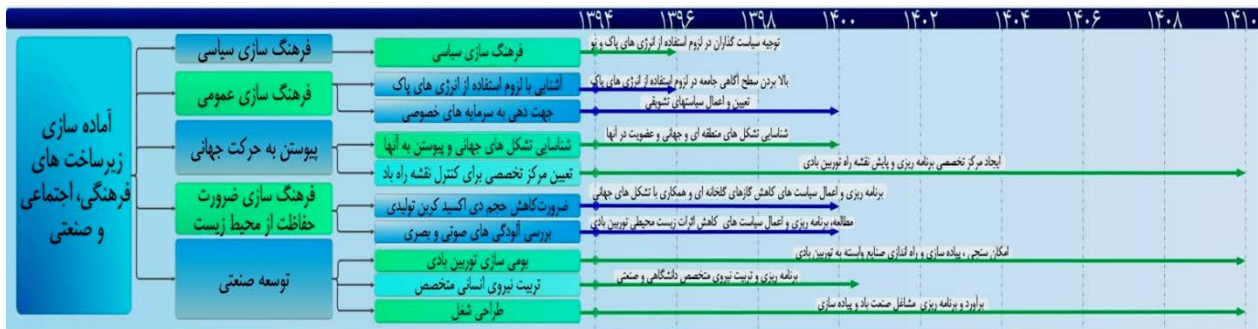 ۱۳۹۴ ۱۳۹۶ ۱۳۹۸ ۱۴۰۰ ۱۴۰۲ ۱۴۰۴ ۱۴۰۶ ۱۴۰۸ ۱۴۱۰
آماده سازی
زیرساخت های
فرهنگی، اجتماعی
و صنعتی
فرهنگ سازی سیاسی
فرهنگ سازی سیاسی
توجیه سیاست گذاران در لزوم استفاده از انرژی های پاک و نو
فرهنگ سازی عمومی
آشنایی با لزوم استفاده از انرژی های پاک
بالا بردن سطح آگاهی جامعه در لزوم استفاده از انرژی های پاک
جهت دهی به سرمایه های خصوصی
تعیین و اعمال سیاستهای تشویقی
پیوستن به حرکت جهانی
شناسایی تشکل های جهانی و پیوستن به آنها
شناسایی تشکل های منطقه ای و جهانی و عضویت در آنها
تعیین مرکز تخصصی برای کنترل نقشه راه باد
ایجاد مرکز تخصصی برنامه ریزی و پایش نقشه راه توربین بادی
فرهنگ سازی ضرورت
حفاظت از محیط زیست
ضرورت کاهش حجم دی اکسید کربن تولیدی
برنامه ریزی و اعمال سیاست های کاهش گازهای گلخانه ای و همکاری با تشکل های جهانی
بررسی آلودگی های صوتی و بصری
مطالعه، برنامه ریزی و اعمال سیاست های کاهش اثرات زیست محیطی توربین بادی
توسعه صنعتی
بومی سازی توربین بادی
امکان سنجی ، پیاده سازی و راه اندازی صنایع وابسته به توربین بادی
تربیت نیروی انسانی متخصص
برنامه ریزی و تربیت نیروی متخصص دانشگاهی و صنعتی
طراحی شغل
برآورد و برنامه ریزی مشاغل صنعت باد و پیاده سازی